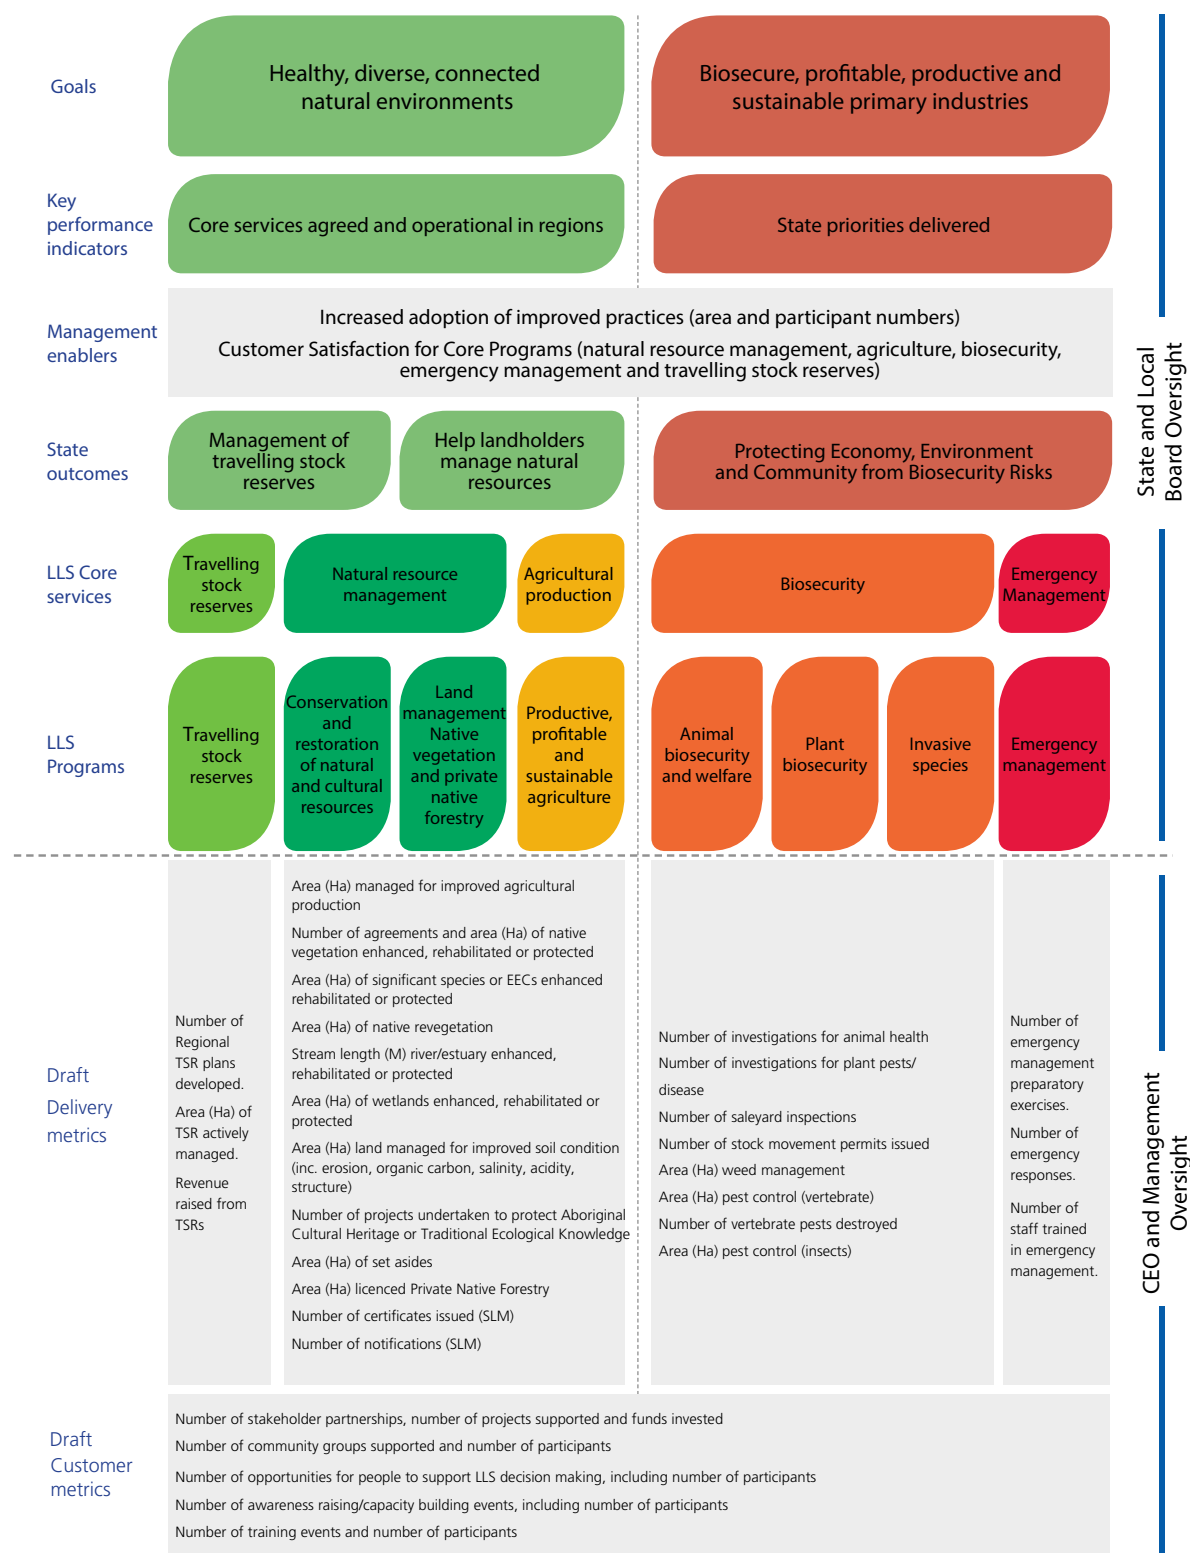 Goals
Healthy, diverse, connected
natural environments
Biosecure, profitable, productive and
sustainable primary industries
Key
performance
indicators
Core services agreed and operational in regions
State priorities delivered
Management
enablers
Increased adoption of improved practices (area and participant numbers)
Customer Satisfaction for Core Programs (natural resource management, agriculture, biosecurity,
emergency management and travelling stock reserves)
State
outcomes
Management of
travelling stock
reserves
Help landholders
manage natural
resources
Protecting Economy, Environment
and Community from Biosecurity Risks
LLS Core
services
Travelling
stock
reserves
Natural resource
management
Agricultural
production
Biosecurity
Emergency
Management
LLS
Programs
Travelling
stock
reserves
Conservation
and
restoration
of natural
and cultural
resources
Land
management
Native
vegetation
and private
native
forestry
Productive,
profitable
and
sustainable
agriculture
Animal
biosecurity
and welfare
Plant
biosecurity
Invasive
species
Emergency
management
State and Local
Board Oversight
Draft
Delivery
metrics
Number of
Regional
TSR plans
developed.
Area (Ha) of
TSR actively
managed.
Revenue
raised from
TSRs
Area (Ha) managed for improved agricultural
production
Number of agreements and area (Ha) of native
vegetation enhanced, rehabilitated or protected
Area (Ha) of significant species or EECs enhanced
rehabilitated or protected
Area (Ha) of native revegetation
Stream length (M) river/estuary enhanced,
rehabilitated or protected
Area (Ha) of wetlands enhanced, rehabilitated or
protected
Area (Ha) land managed for improved soil condition
(inc. erosion, organic carbon, salinity, acidity,
structure)
Number of projects undertaken to protect Aboriginal
Cultural Heritage or Traditional Ecological Knowledge
Area (Ha) of set asides
Area (Ha) licenced Private Native Forestry
Number of certificates issued (SLM)
Number of notifications (SLM)
Number of investigations for animal health
Number of investigations for plant pests/
disease
Number of saleyard inspections
Number of stock movement permits issued
Area (Ha) weed management
Area (Ha) pest control (vertebrate)
Number of vertebrate pests destroyed
Area (Ha) pest control (insects)
Number of
emergency
management
preparatory
exercises.
Number of
emergency
responses.
Number of
staff trained
in emergency
management.
CEO and Management
Oversight
Draft
Customer
metrics
Number of stakeholder partnerships, number of projects supported and funds invested
Number of community groups supported and number of participants
Number of opportunities for people to support LLS decision making, including number of participants
Number of awareness raising/capacity building events, including number of participants
Number of training events and number of participants